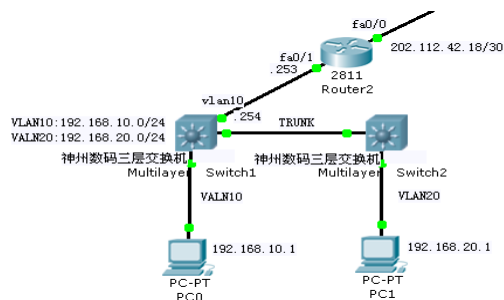 fa0/0
202.112.42.18/30
fa0/1
.253
2811
Router2
vlan10
.254
VLAN10:192.168.10.0/24
VALN20:192.168.20.0/24
TRUNK
神州数码三层交换机
Multilayer Switch1
神州数码三层交换机
Multilayer Switch2
VALN10
VLAN20
192.168.10.1
192.168.20.1
PC-PT
PC0
PC-PT
PC1